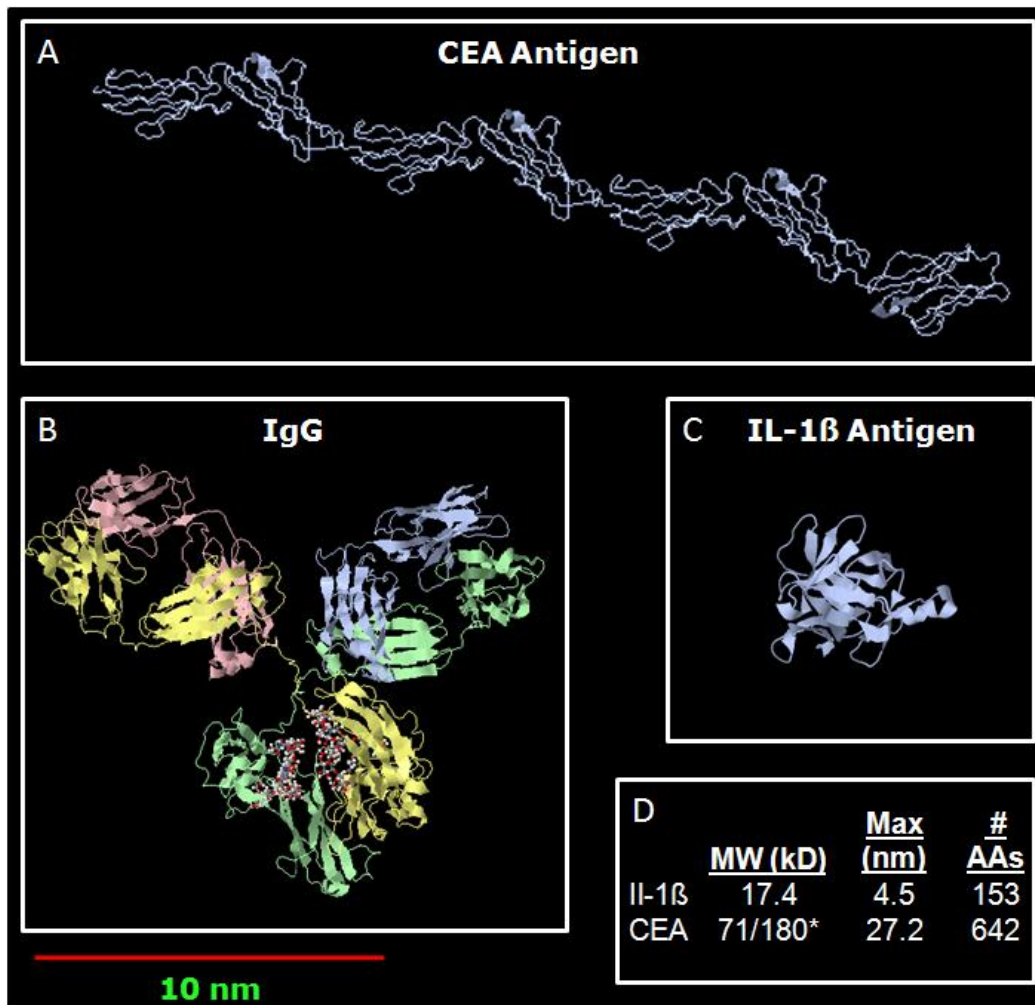 A
CEA Antigen
B
IgG
C
IL-1ß Antigen
D
Max
#
MW (kD)
(nm)
AAs
Il-1ß 17.4 4.5 153
CEA 71/180* 27.2 642
10 nm